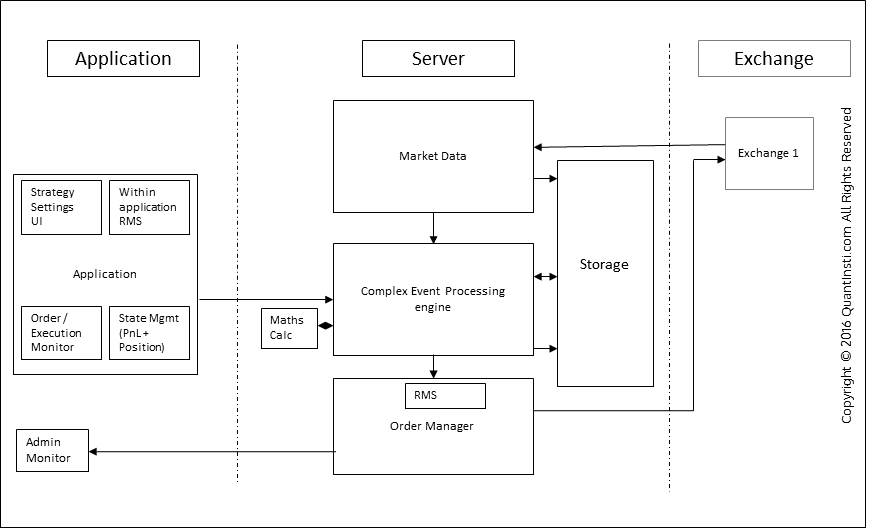 Application
Server
Exchange
Market Data
Exchange 1
Strategy
Settings
UI
Within
application
RMS
Application
Order /
Execution
Monitor
State Mgmt
(PnL+
Position)
Storage
Complex Event Processing
engine
Maths
Calc
RMS
Order Manager
Admin
Monitor
Copyright © 2016 QuantInsti.com All Rights Reserved